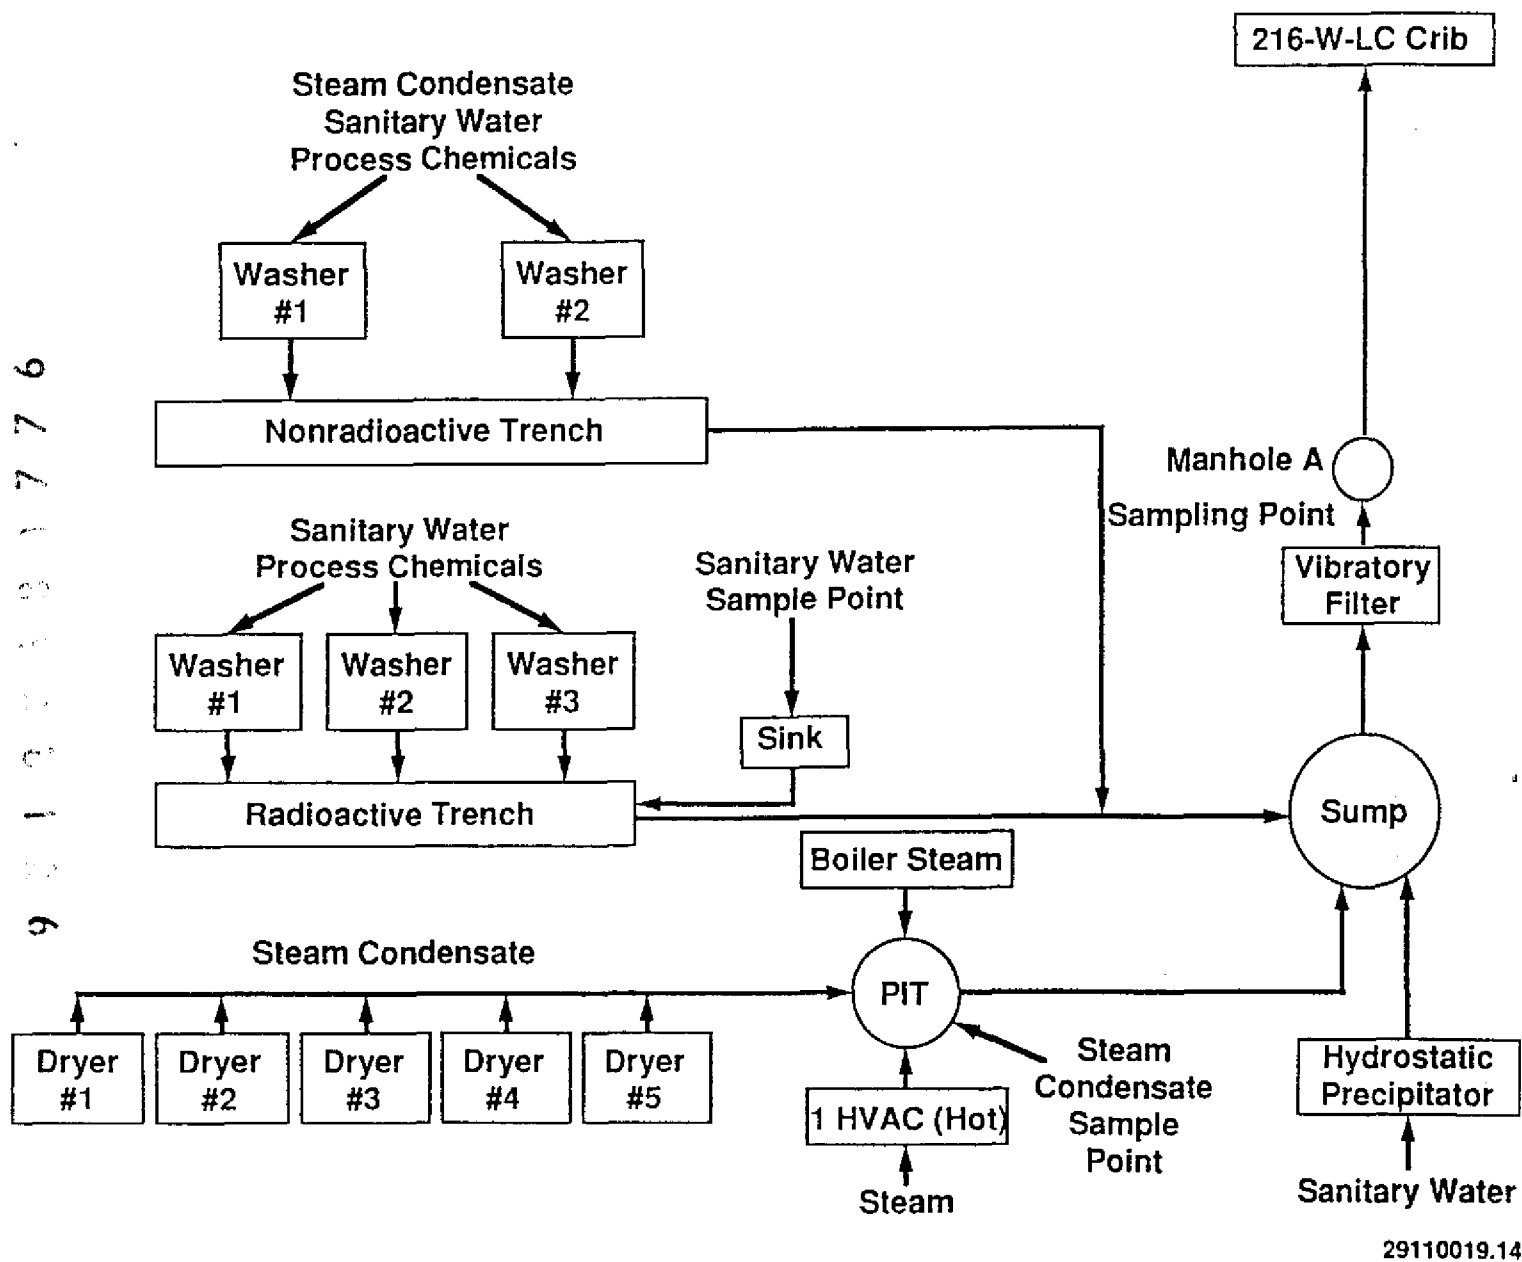 216-W-LC Crib
Steam Condensate
Sanitary Water
Process Chemicals
Washer
#1
Washer
#2
Nonradioactive Trench
Manhole A
Sampling Point
Vibratory
Filter
Sanitary Water
Process Chemicals
Sanitary Water
Sample Point
Washer
#1
Washer
#2
Washer
#3
Sink
Radioactive Trench
Sump
Boiler Steam
Steam Condensate
PIT
Dryer
#1
Dryer
#2
Dryer
#3
Dryer
#4
Dryer
#5
1 HVAC (Hot)
Steam
Steam
Condensate
Sample
Point
Hydrostatic
Precipitator
Sanitary Water
29110019.14